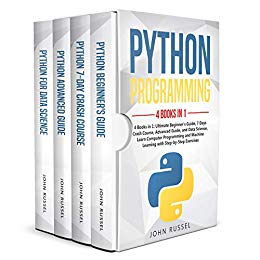 PYTHON FOR DATA SCIENCE
JOHN RUSSEL
PYTHON ADVANCED GUIDE
JOHN RUSSEL
PYTHON 7-DAY CRASH COURSE
JOHN RUSSEL
PYTHON BEGINNER'S GUIDE
JOHN RUSSEL
PYTHON
PROGRAMMING
4 BOOKS IN 1
4 Books in 1: Ultimate Beginner's Guide, 7 Days
Crash Course, Advanced Guide, and Data Science,
Learn Computer Programming and Machine
Learning with Step-by-Step Exercises
JOHN RUSSEL